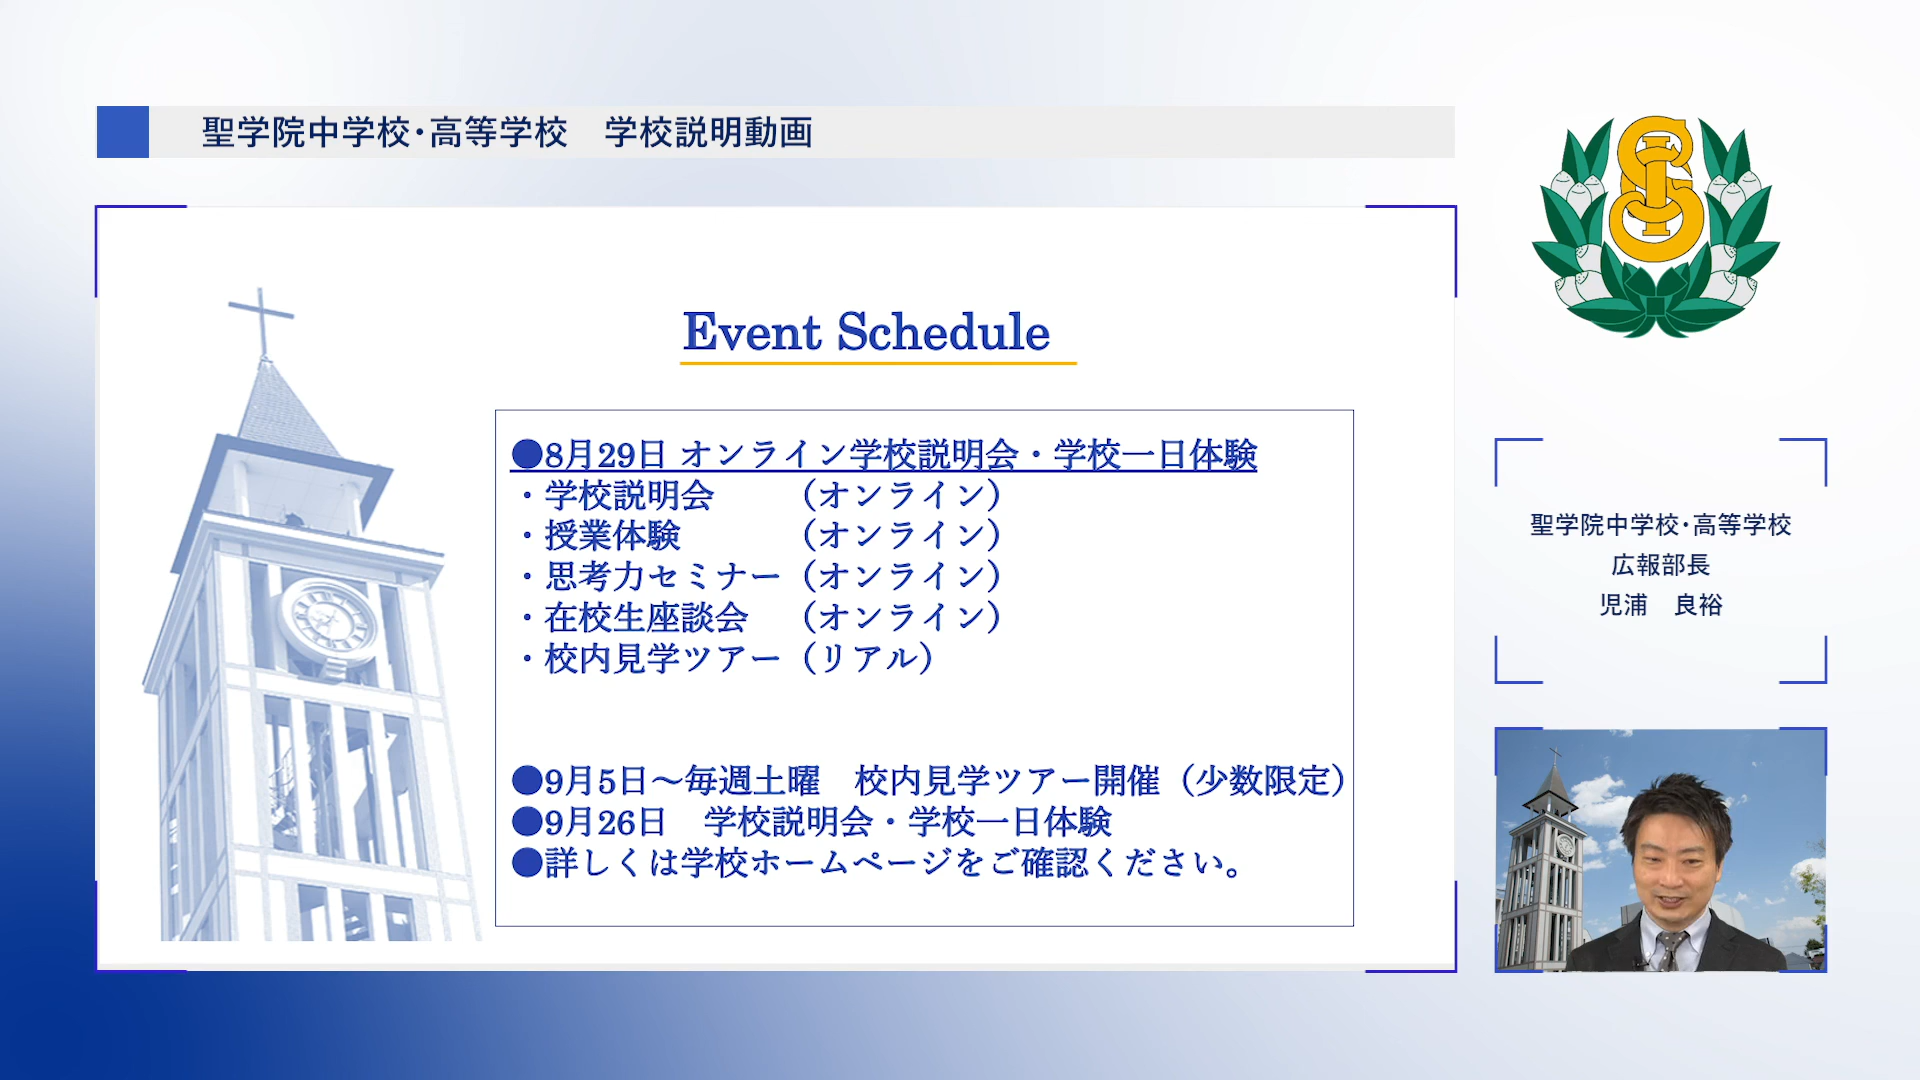 聖学院中学校・高等学校　学校説明動画
Event Schedule
●8月29日 オンライン学校説明会・学校一日体験
・学校説明会　　（オンライン）
・授業体験　　　（オンライン）
・思考力セミナー（オンライン）
・在校生座談会　（オンライン）
・校内見学ツアー（リアル）
●9月5日～毎週土曜　校内見学ツアー開催（少数限定）
●9月26日　学校説明会・学校一日体験
●詳しくは学校ホームページをご確認ください。
聖学院中学校・高等学校
広報部長
児浦　良裕